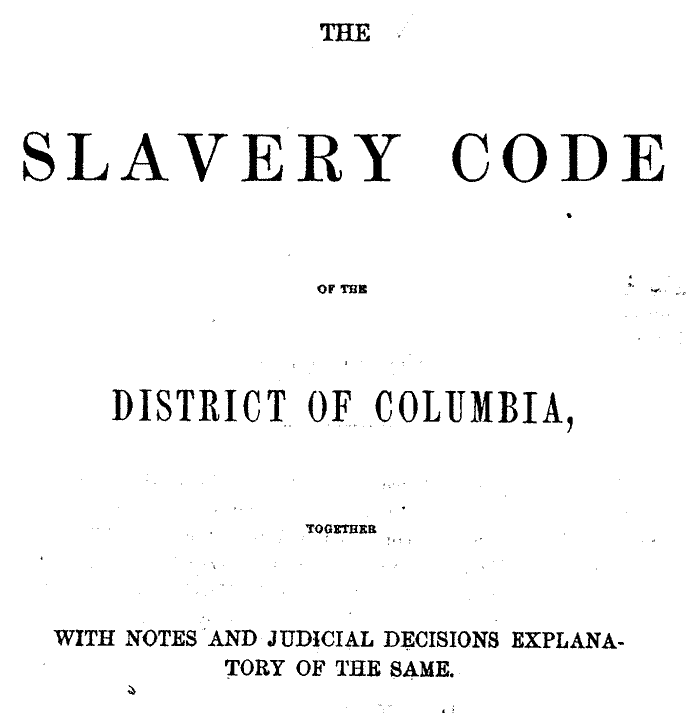 THE
SLAVERY CODE
OF THE
DISTRICT OF COLUMBIA,
TOGETHER
WITH NOTES AND JUDICIAL DECISIONS EXPLANA-
TORY OF THE SAME.